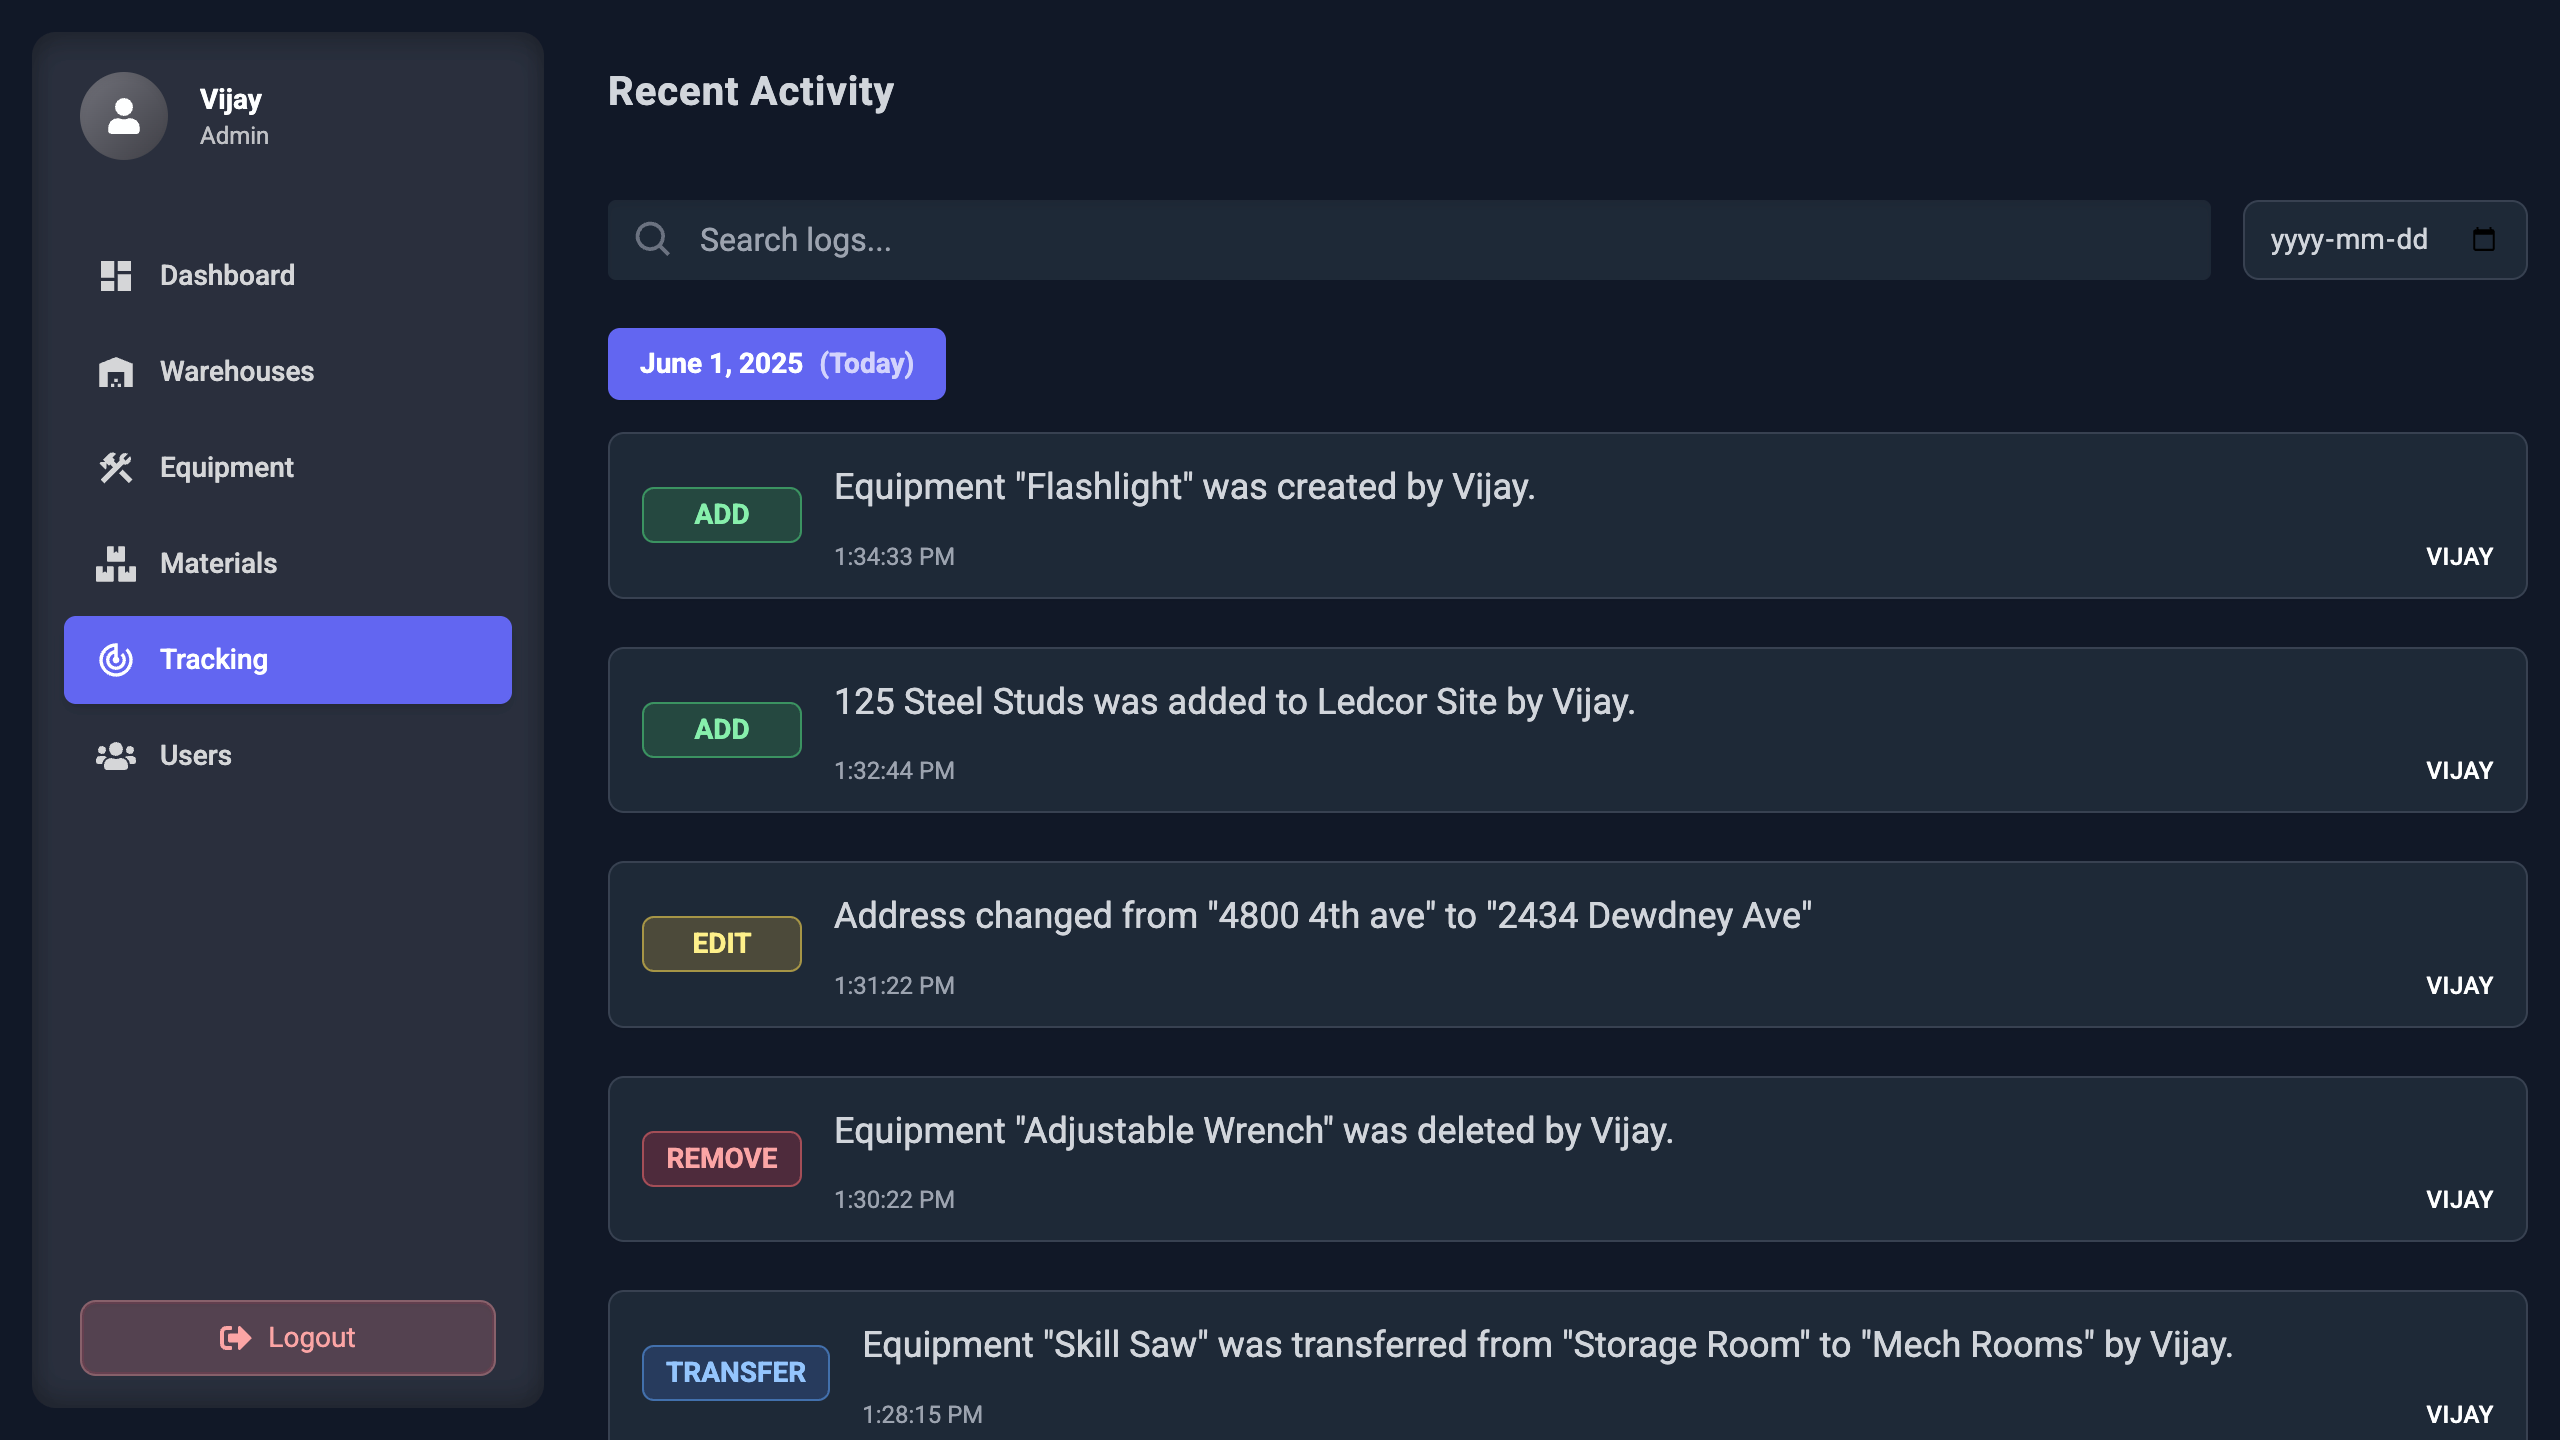 Vijay
Admin
Dashboard
Warehouses
Equipment
Materials
Tracking
Users
Logout
Recent Activity
Search logs...
yyyy-mm-dd
June 1, 2025 (Today)
ADD
Equipment "Flashlight" was created by Vijay.
1:34:33 PM
VIJAY
ADD
125 Steel Studs was added to Ledcor Site by Vijay.
1:32:44 PM
VIJAY
EDIT
Address changed from "4800 4th ave" to "2434 Dewdney Ave"
1:31:22 PM
VIJAY
REMOVE
Equipment "Adjustable Wrench" was deleted by Vijay.
1:30:22 PM
VIJAY
TRANSFER
Equipment "Skill Saw" was transferred from "Storage Room" to "Mech Rooms" by Vijay.
1:28:15 PM
VIJAY